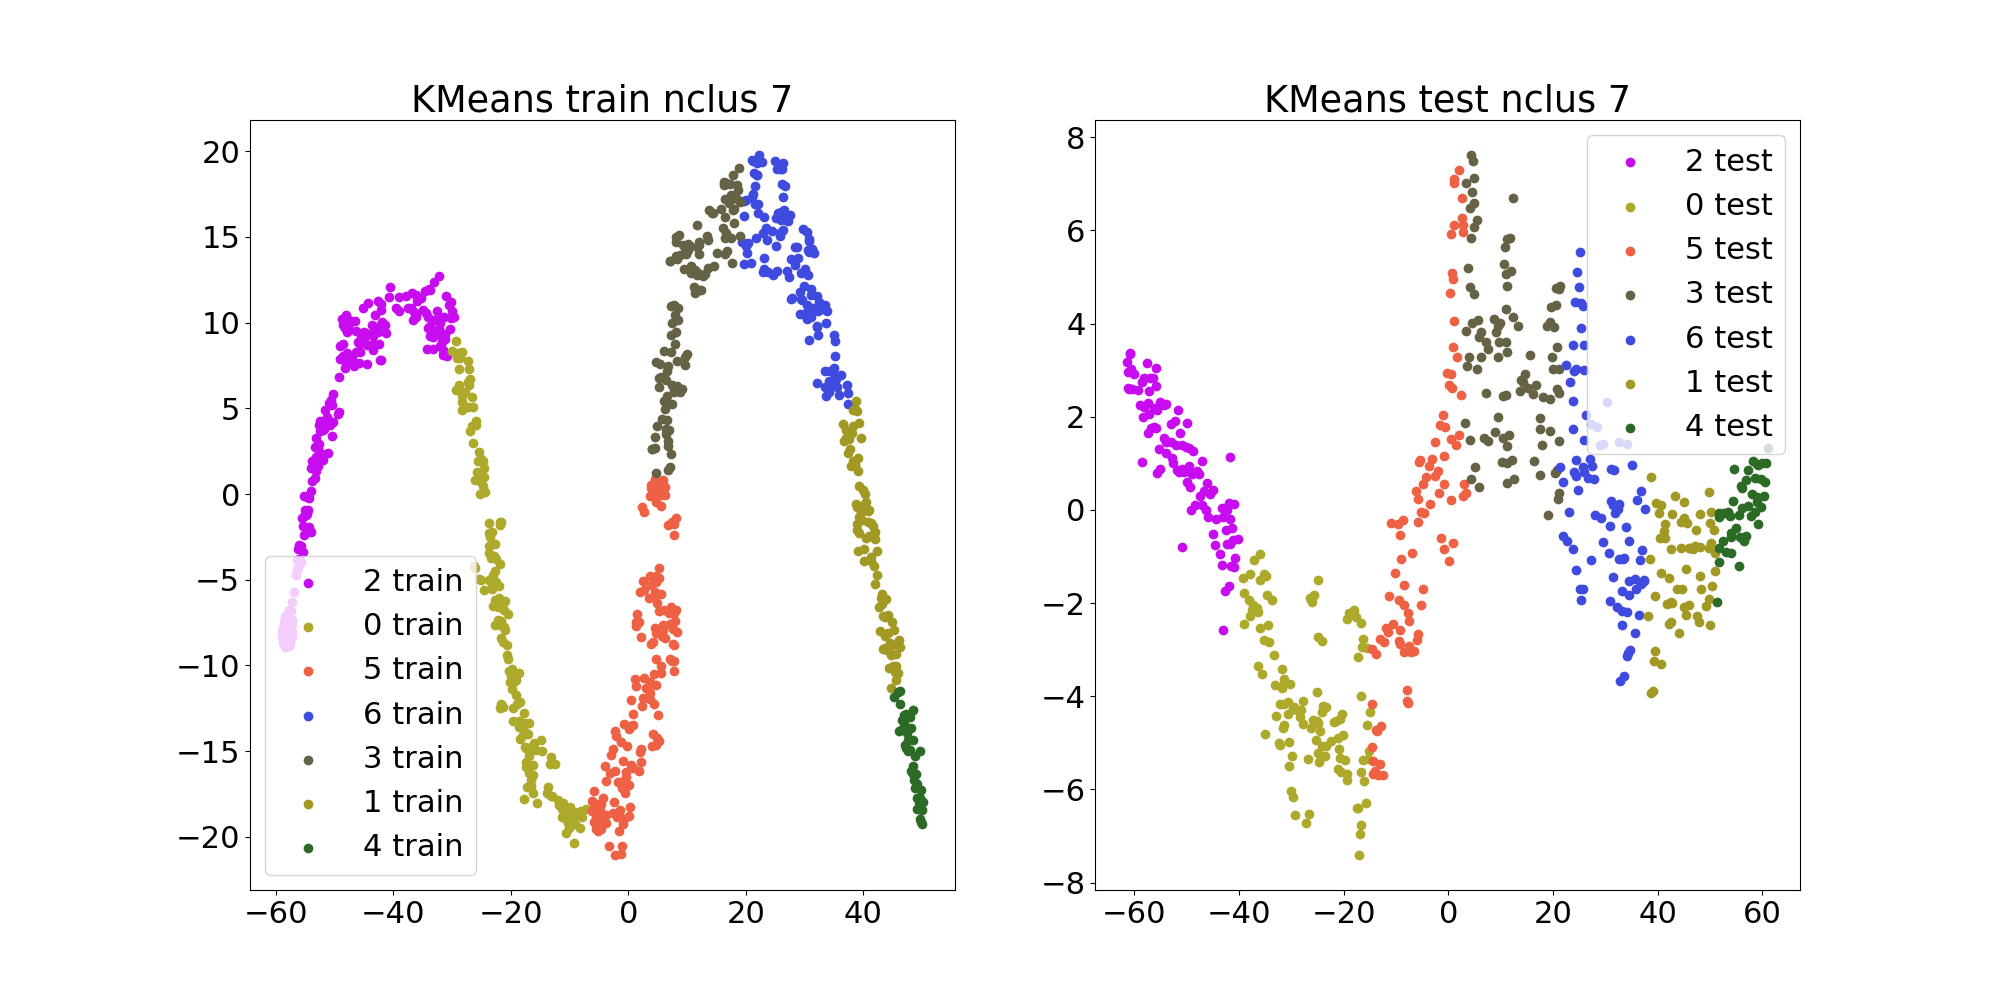 KMeans train nclus 7
20
15
10
5
0
−5
−10
−15
−20
−60 −40 −20 0 20 40
2 train
0 train
5 train
6 train
3 train
1 train
4 train
KMeans test nclus 7
8
6
4
2
0
−2
−4
−6
−8
−60 −40 −20 0 20 40 60
2 test
0 test
5 test
3 test
6 test
1 test
4 test